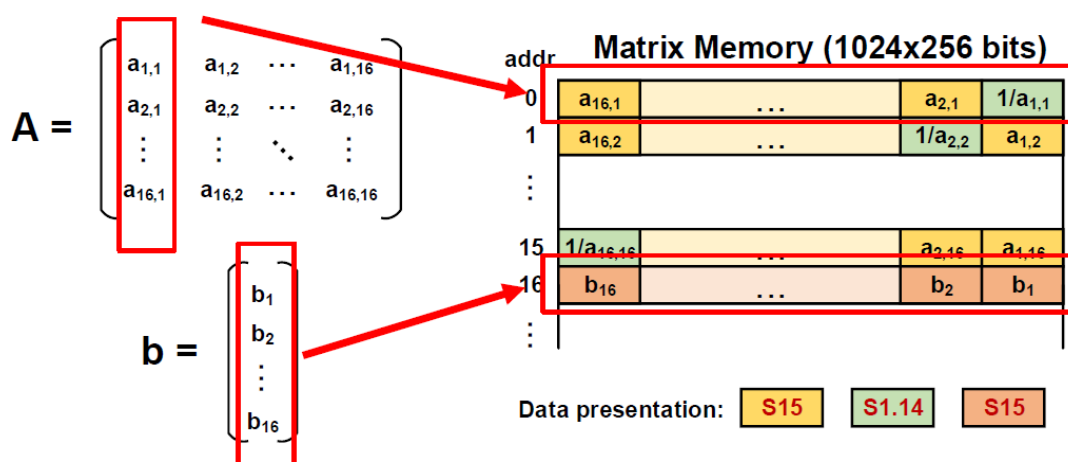 A =
a1,1 a1,2 ... a1,16
a2,1 a2,2 ... a2,16
⋮ ⋮ ⋱ ⋮
a16,1 a16,2 ... a16,16
b =
b1
b2
⋮
b16
Matrix Memory (1024x256 bits)
addr
0 a16,1 ... a2,1 1/a1,1
1 a16,2 ... 1/a2,2 a1,2
⋮
15 1/a16,16 ... a2,16 a1,16
16 b16 ... b2 b1
⋮
Data presentation: S15 S1.14 S15